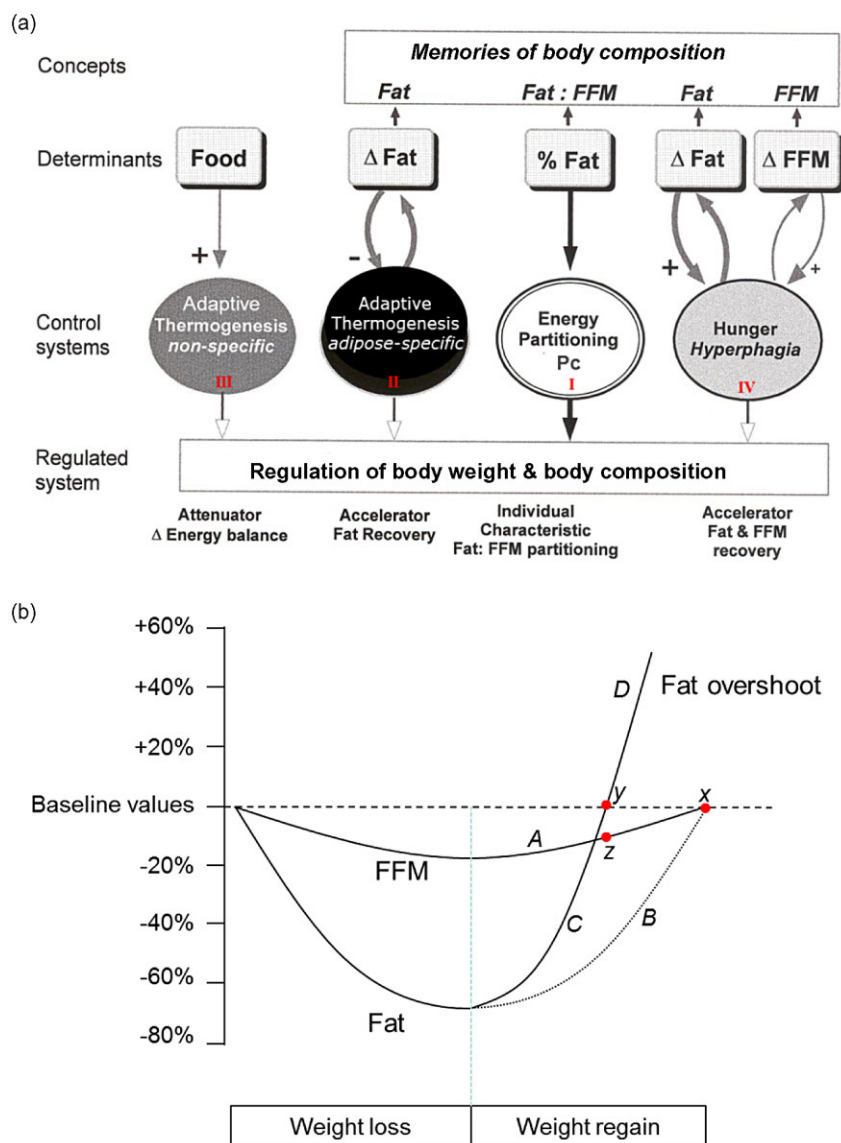 (a)
Concepts
Memories of body composition
Fat
Fat : FFM
Fat
FFM
Determinants
Food
Δ Fat
% Fat
Δ Fat
Δ FFM
+
-
+
+
Control
systems
Adaptive
Thermogenesis
non-specific
III
Adaptive
Thermogenesis
adipose-specific
II
Energy
Partitioning
Pc
I
Hunger
Hyperphagia
IV
Regulated
system
Regulation of body weight & body composition
Attenuator
Δ Energy balance
Accelerator
Fat Recovery
Individual
Characteristic
Fat: FFM partitioning
Accelerator
Fat & FFM
recovery
(b)
+60%
+40%
+20%
Baseline values
-20%
-40%
-60%
-80%
D
Fat overshoot
y
x
A
z
FFM
C
B
Fat
Weight loss
Weight regain